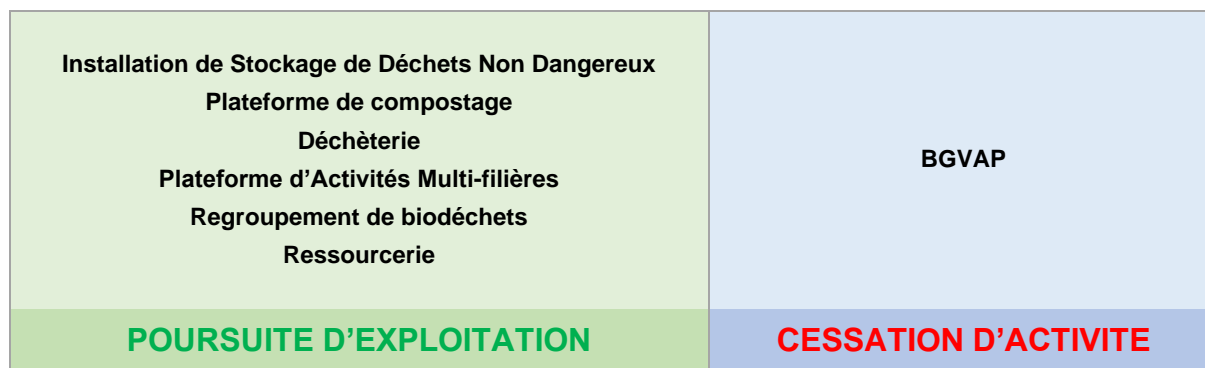 Installation de Stockage de Déchets Non Dangereux
Plateforme de compostage
Déchèterie
Plateforme d’Activités Multi-filières
Regroupement de biodéchets
Ressourcerie
BGVAP
POURSUITE D’EXPLOITATION
CESSATION D’ACTIVITE